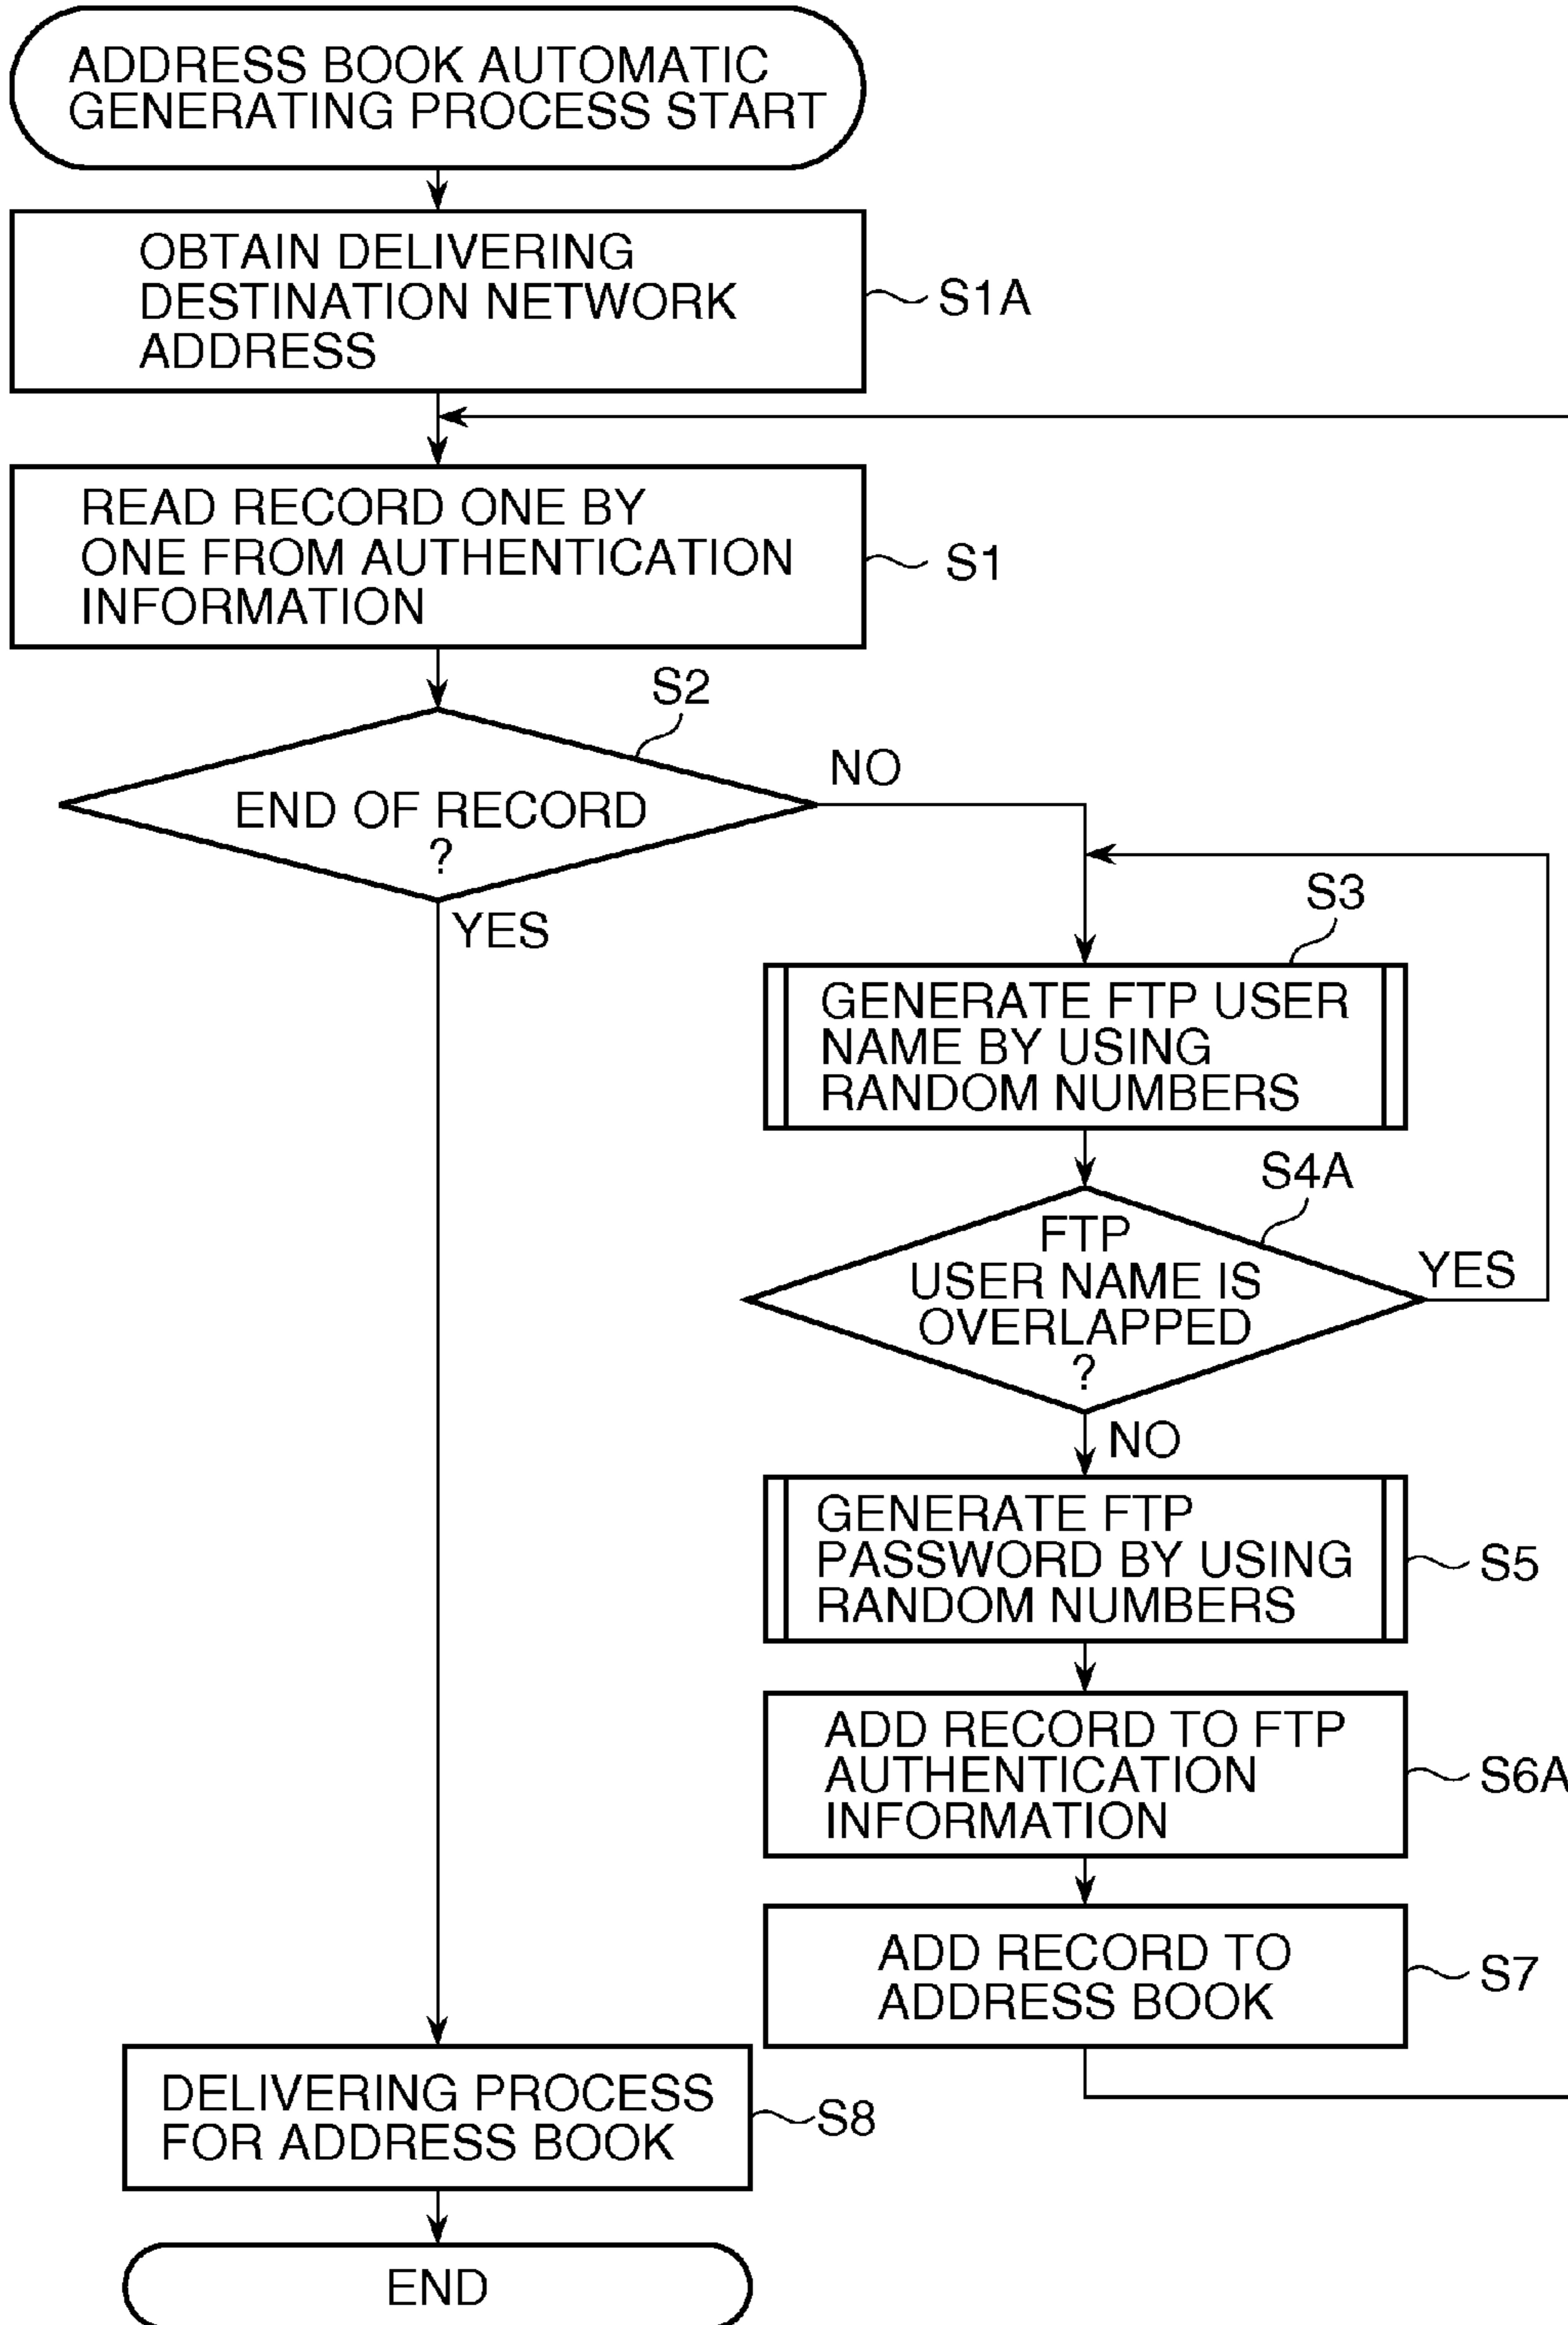 ADDRESS BOOK AUTOMATIC
GENERATING PROCESS START
OBTAIN DELIVERING
DESTINATION NETWORK
ADDRESS
S1A
READ RECORD ONE BY
ONE FROM AUTHENTICATION
INFORMATION
S1
S2
END OF RECORD
?
NO
YES
S3
GENERATE FTP USER
NAME BY USING
RANDOM NUMBERS
S4A
FTP
USER NAME IS
OVERLAPPED
?
YES
NO
GENERATE FTP
PASSWORD BY USING
RANDOM NUMBERS
S5
ADD RECORD TO FTP
AUTHENTICATION
INFORMATION
S6A
ADD RECORD TO
ADDRESS BOOK
S7
DELIVERING PROCESS
FOR ADDRESS BOOK
S8
END